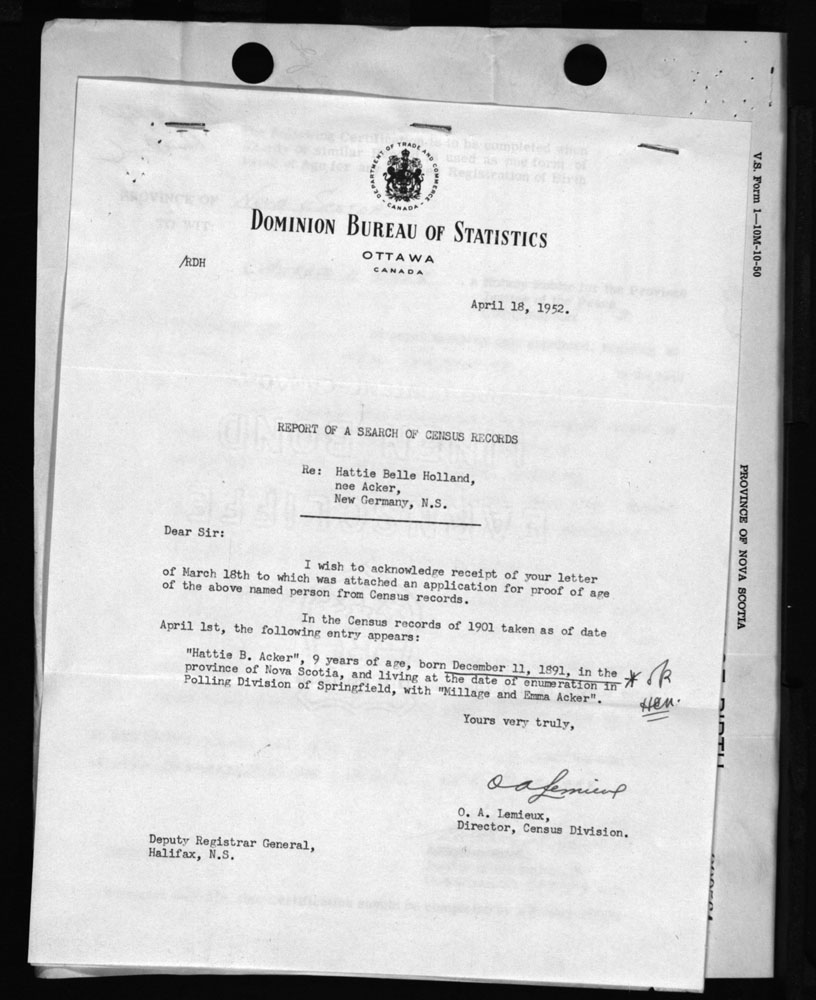 DEPARTMENT OF TRADE AND COMMERCE
CANADA
DOMINION BUREAU OF STATISTICS
OTTAWA
CANADA
/RDH
April 18, 1952.
REPORT OF A SEARCH OF CENSUS RECORDS
Re: Hattie Belle Holland,
nee Acker,
New Germany, N.S.
Dear Sir:
I wish to acknowledge receipt of your letter
of March 18th to which was attached an application for proof of age
of the above named person from Census records.
In the Census records of 1901 taken as of date
April 1st, the following entry appears:
"Hattie B. Acker", 9 years of age, born December 11, 1891, in the
province of Nova Scotia, and living at the date of enumeration in
Polling Division of Springfield, with "Millage and Emma Acker".
* ok
Hen.
Yours very truly,
O A Lemieux
O. A. Lemieux,
Director, Census Division.
Deputy Registrar General,
Halifax, N.S.
V.S. Form 1—10M-10-50
PROVINCE OF NOVA SCOTIA